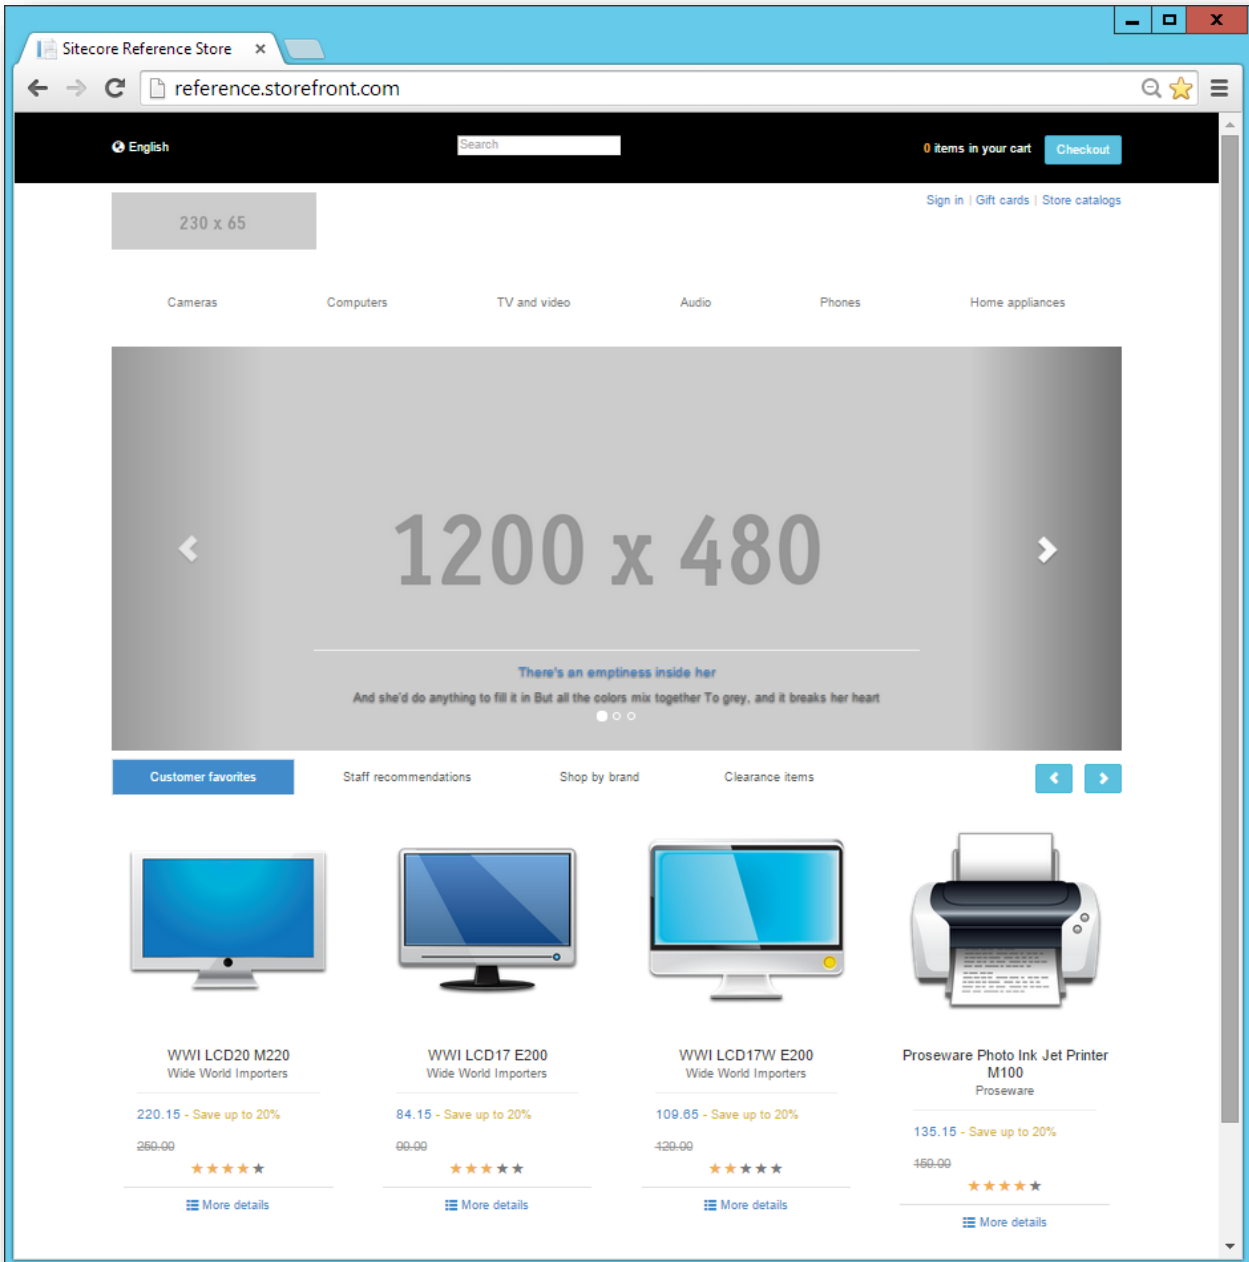 Sitecore Reference Store
reference.storefront.com
English
Search
0 items in your cart
Checkout
230 x 65
Sign in | Gift cards | Store catalogs
Cameras
Computers
TV and video
Audio
Phones
Home appliances
1200 x 480
There's an emptiness inside her
And she'd do anything to fill it in But all the colors mix together To grey, and it breaks her heart
Customer favorites
Staff recommendations
Shop by brand
Clearance items
WWI LCD20 M220
Wide World Importers
220.15 - Save up to 20%
259.00
More details
WWI LCD17 E200
Wide World Importers
84.15 - Save up to 20%
99.00
More details
WWI LCD17W E200
Wide World Importers
109.65 - Save up to 20%
129.00
More details
Proseware Photo Ink Jet Printer
M100
Proseware
135.15 - Save up to 20%
159.00
More details